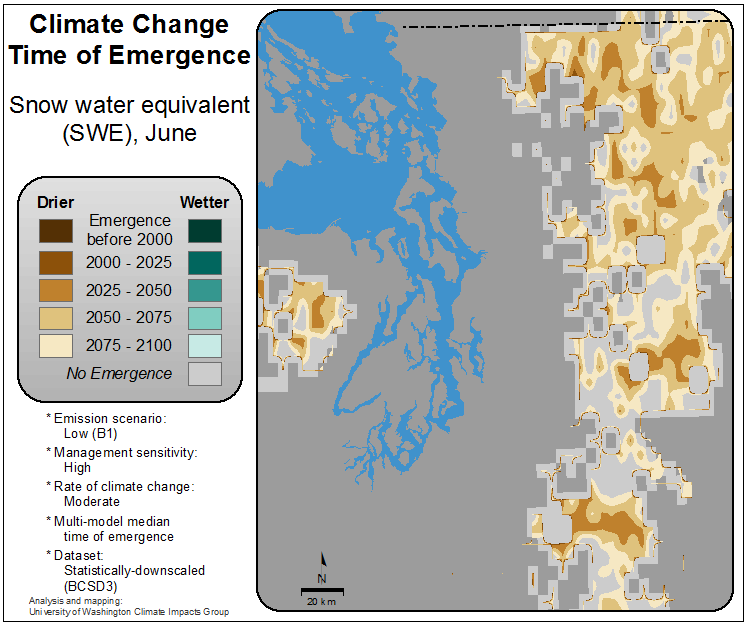 Climate Change
Time of Emergence
Snow water equivalent
(SWE), June
Drier Wetter
Emergence
before 2000
2000 - 2025
2025 - 2050
2050 - 2075
2075 - 2100
No Emergence
* Emission scenario:
Low (B1)
* Management sensitivity:
High
* Rate of climate change:
Moderate
* Multi-model median
time of emergence
* Dataset:
Statistically-downscaled
(BCSD3)
Analysis and mapping:
University of Washington Climate Impacts Group
N
20 km